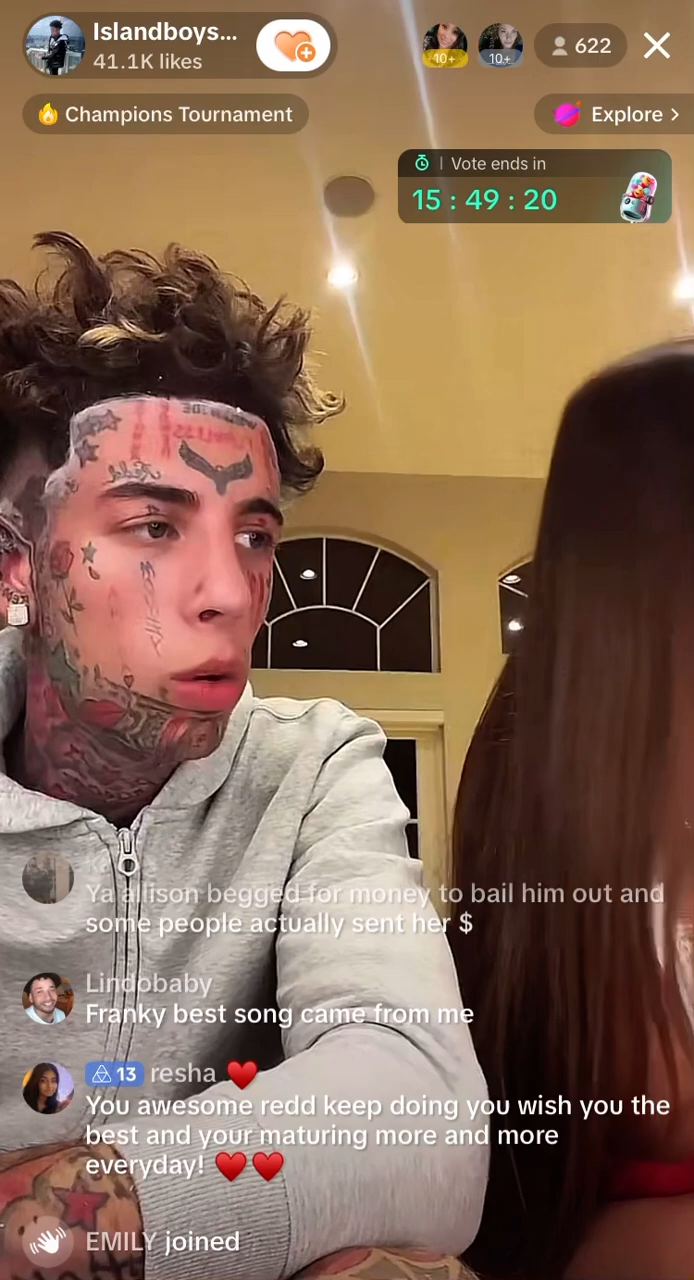 Islandboys...
41.1K likes
10+
10+
622
Champions Tournament
Explore >
Vote ends in
15 : 49 : 20
Ya allison begged for money to bail him out and
some people actually sent her $
Lindobaby
Franky best song came from me
13 resha ❤️
You awesome redd keep doing you wish you the
best and your maturing more and more
everyday! ❤️❤️
EMILY joined